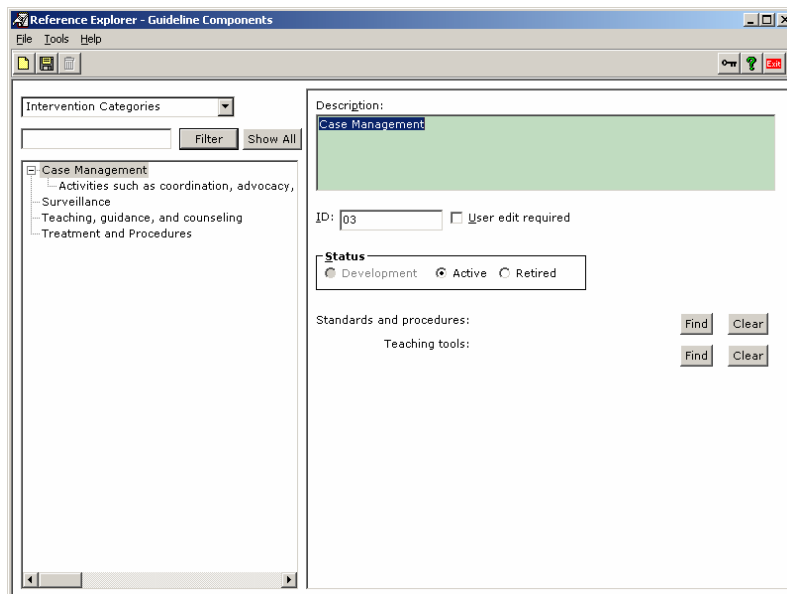 Reference Explorer - Guideline Components
File Tools Help
Exit
Intervention Categories
Filter Show All
Case Management
Activities such as coordination, advocacy,
Surveillance
Teaching, guidance, and counseling
Treatment and Procedures
Description:
Case Management
ID: 03 User edit required
Status
Development Active Retired
Standards and procedures: Find Clear
Teaching tools: Find Clear